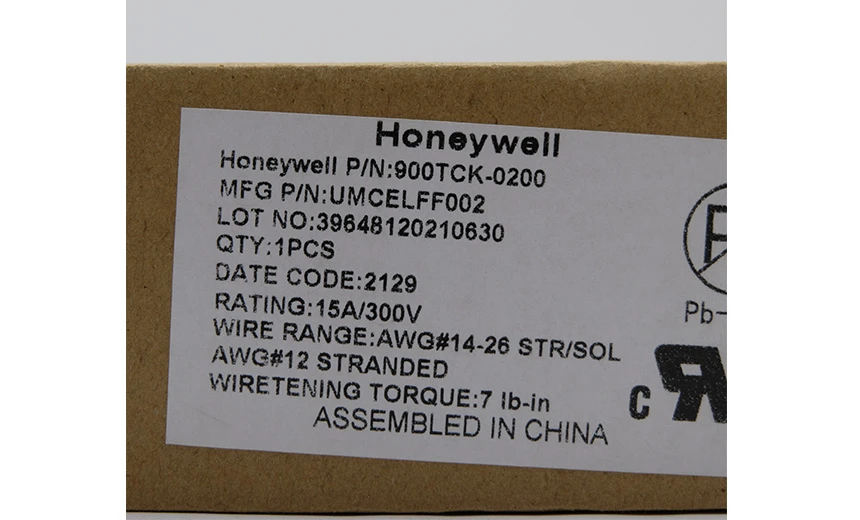 Honeywell
Honeywell P/N:900TCK-0200
MFG P/N:UMCELFF002
LOT NO:39648120210630
QTY:1PCS
DATE CODE:2129
RATING:15A/300V
WIRE RANGE:AWG#14-26 STR/SOL
AWG#12 STRANDED
WIRETENING TORQUE:7 lb-in
ASSEMBLED IN CHINA
Pb-
C